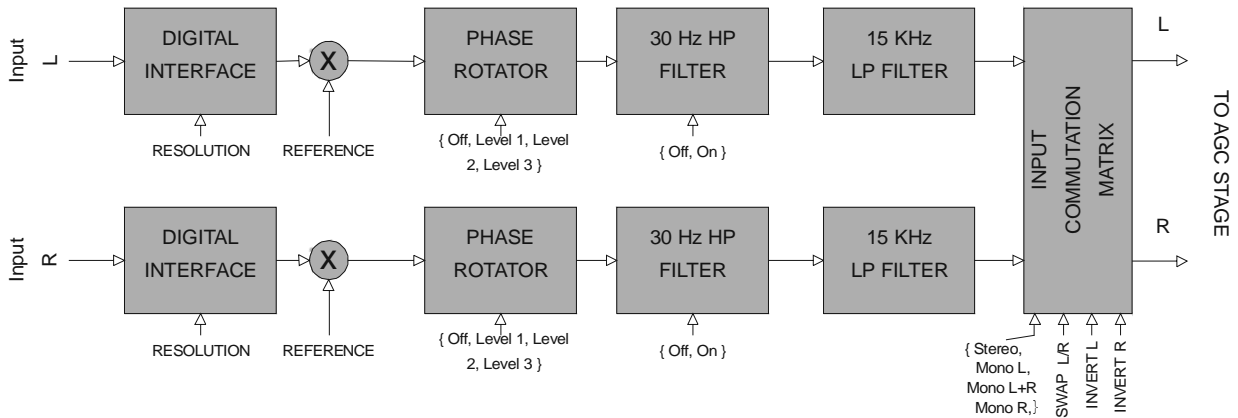 Input
L
DIGITAL
INTERFACE
X
PHASE
ROTATOR
30 Hz HP
FILTER
15 KHz
LP FILTER
L
RESOLUTION
REFERENCE
{ Off, Level 1, Level
2, Level 3 }
{ Off, On }
INPUT
COMMUTATION
MATRIX
TO AGC STAGE
Input
R
DIGITAL
INTERFACE
X
PHASE
ROTATOR
30 Hz HP
FILTER
15 KHz
LP FILTER
R
RESOLUTION
REFERENCE
{ Off, Level 1, Level
2, Level 3 }
{ Off, On }
{ Stereo,
Mono L,
Mono L+R
Mono R,}
SWAP L/R
INVERT L
INVERT R